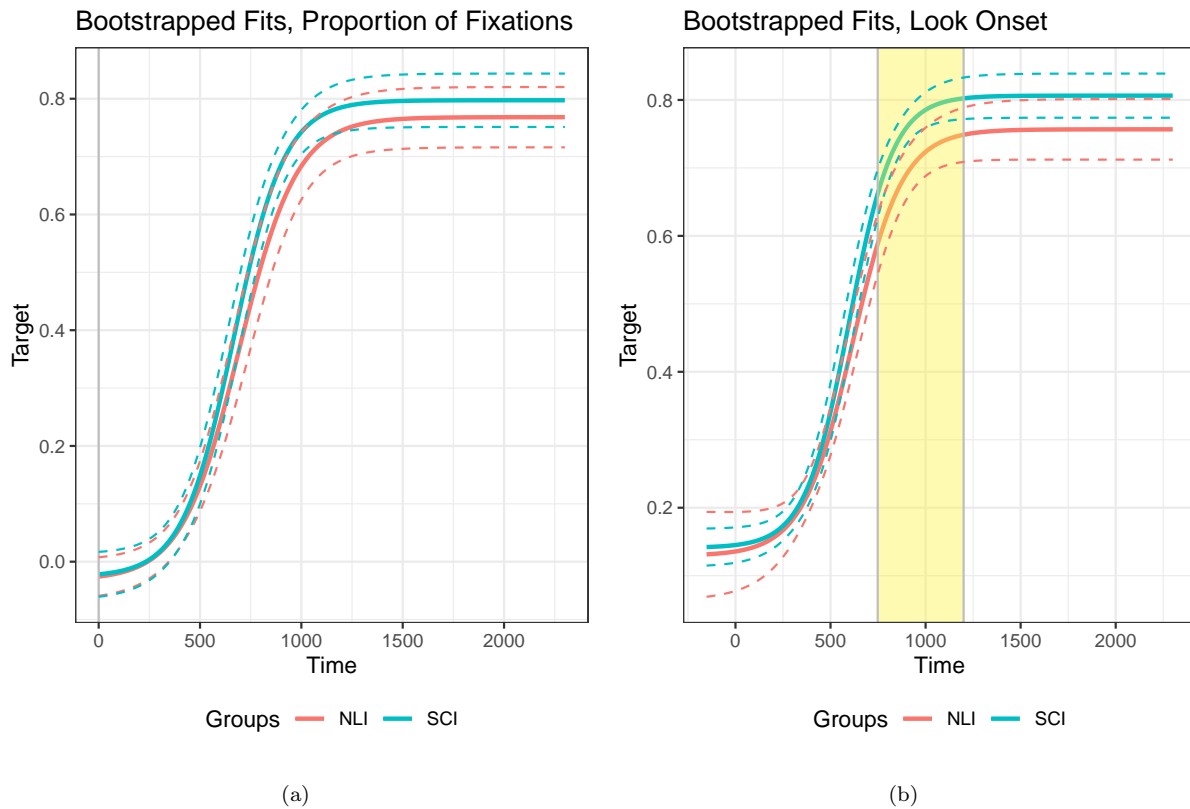 Bootstrapped Fits, Proportion of Fixations
Target
0.8
0.6
0.4
0.2
0.0
0 500 1000 1500 2000
Time
Groups NLI SCI
(a)
Bootstrapped Fits, Look Onset
Target
0.8
0.6
0.4
0.2
0 500 1000 1500 2000
Time
Groups NLI SCI
(b)